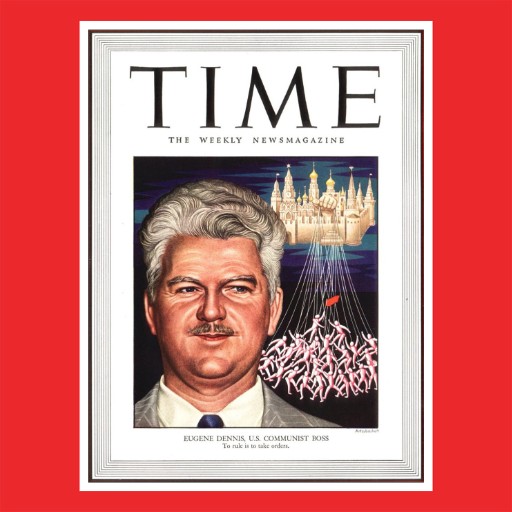 TIME
THE WEEKLY NEWSMAGAZINE
EUGENE DENNIS, U.S. COMMUNIST BOSS
To rule is to take orders.